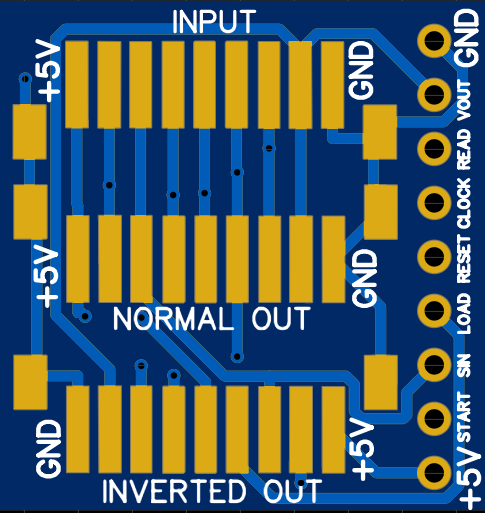 INPUT
+5V
GND
GND
VOUT
READ
CLOCK
RESET
LOAD
SIN
START
+5V
+5V
GND
NORMAL OUT
GND
+5V
INVERTED OUT